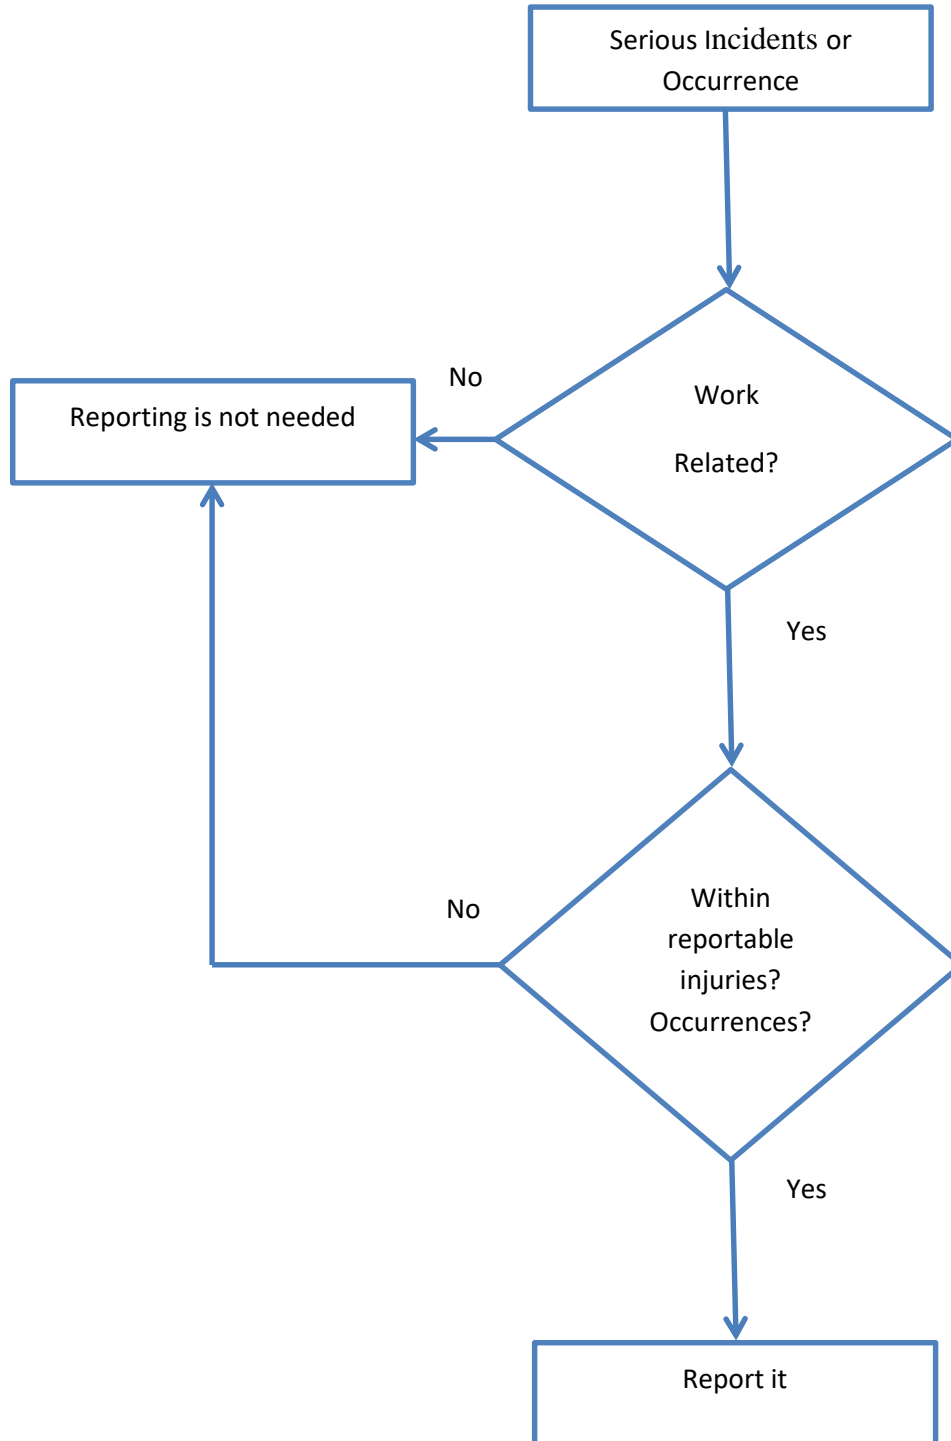 Serious Incidents or
Occurrence
No
Work
Reporting is not needed
Related?
Yes
No
Within
reportable
injuries?
Occurrences?
Yes
Report it